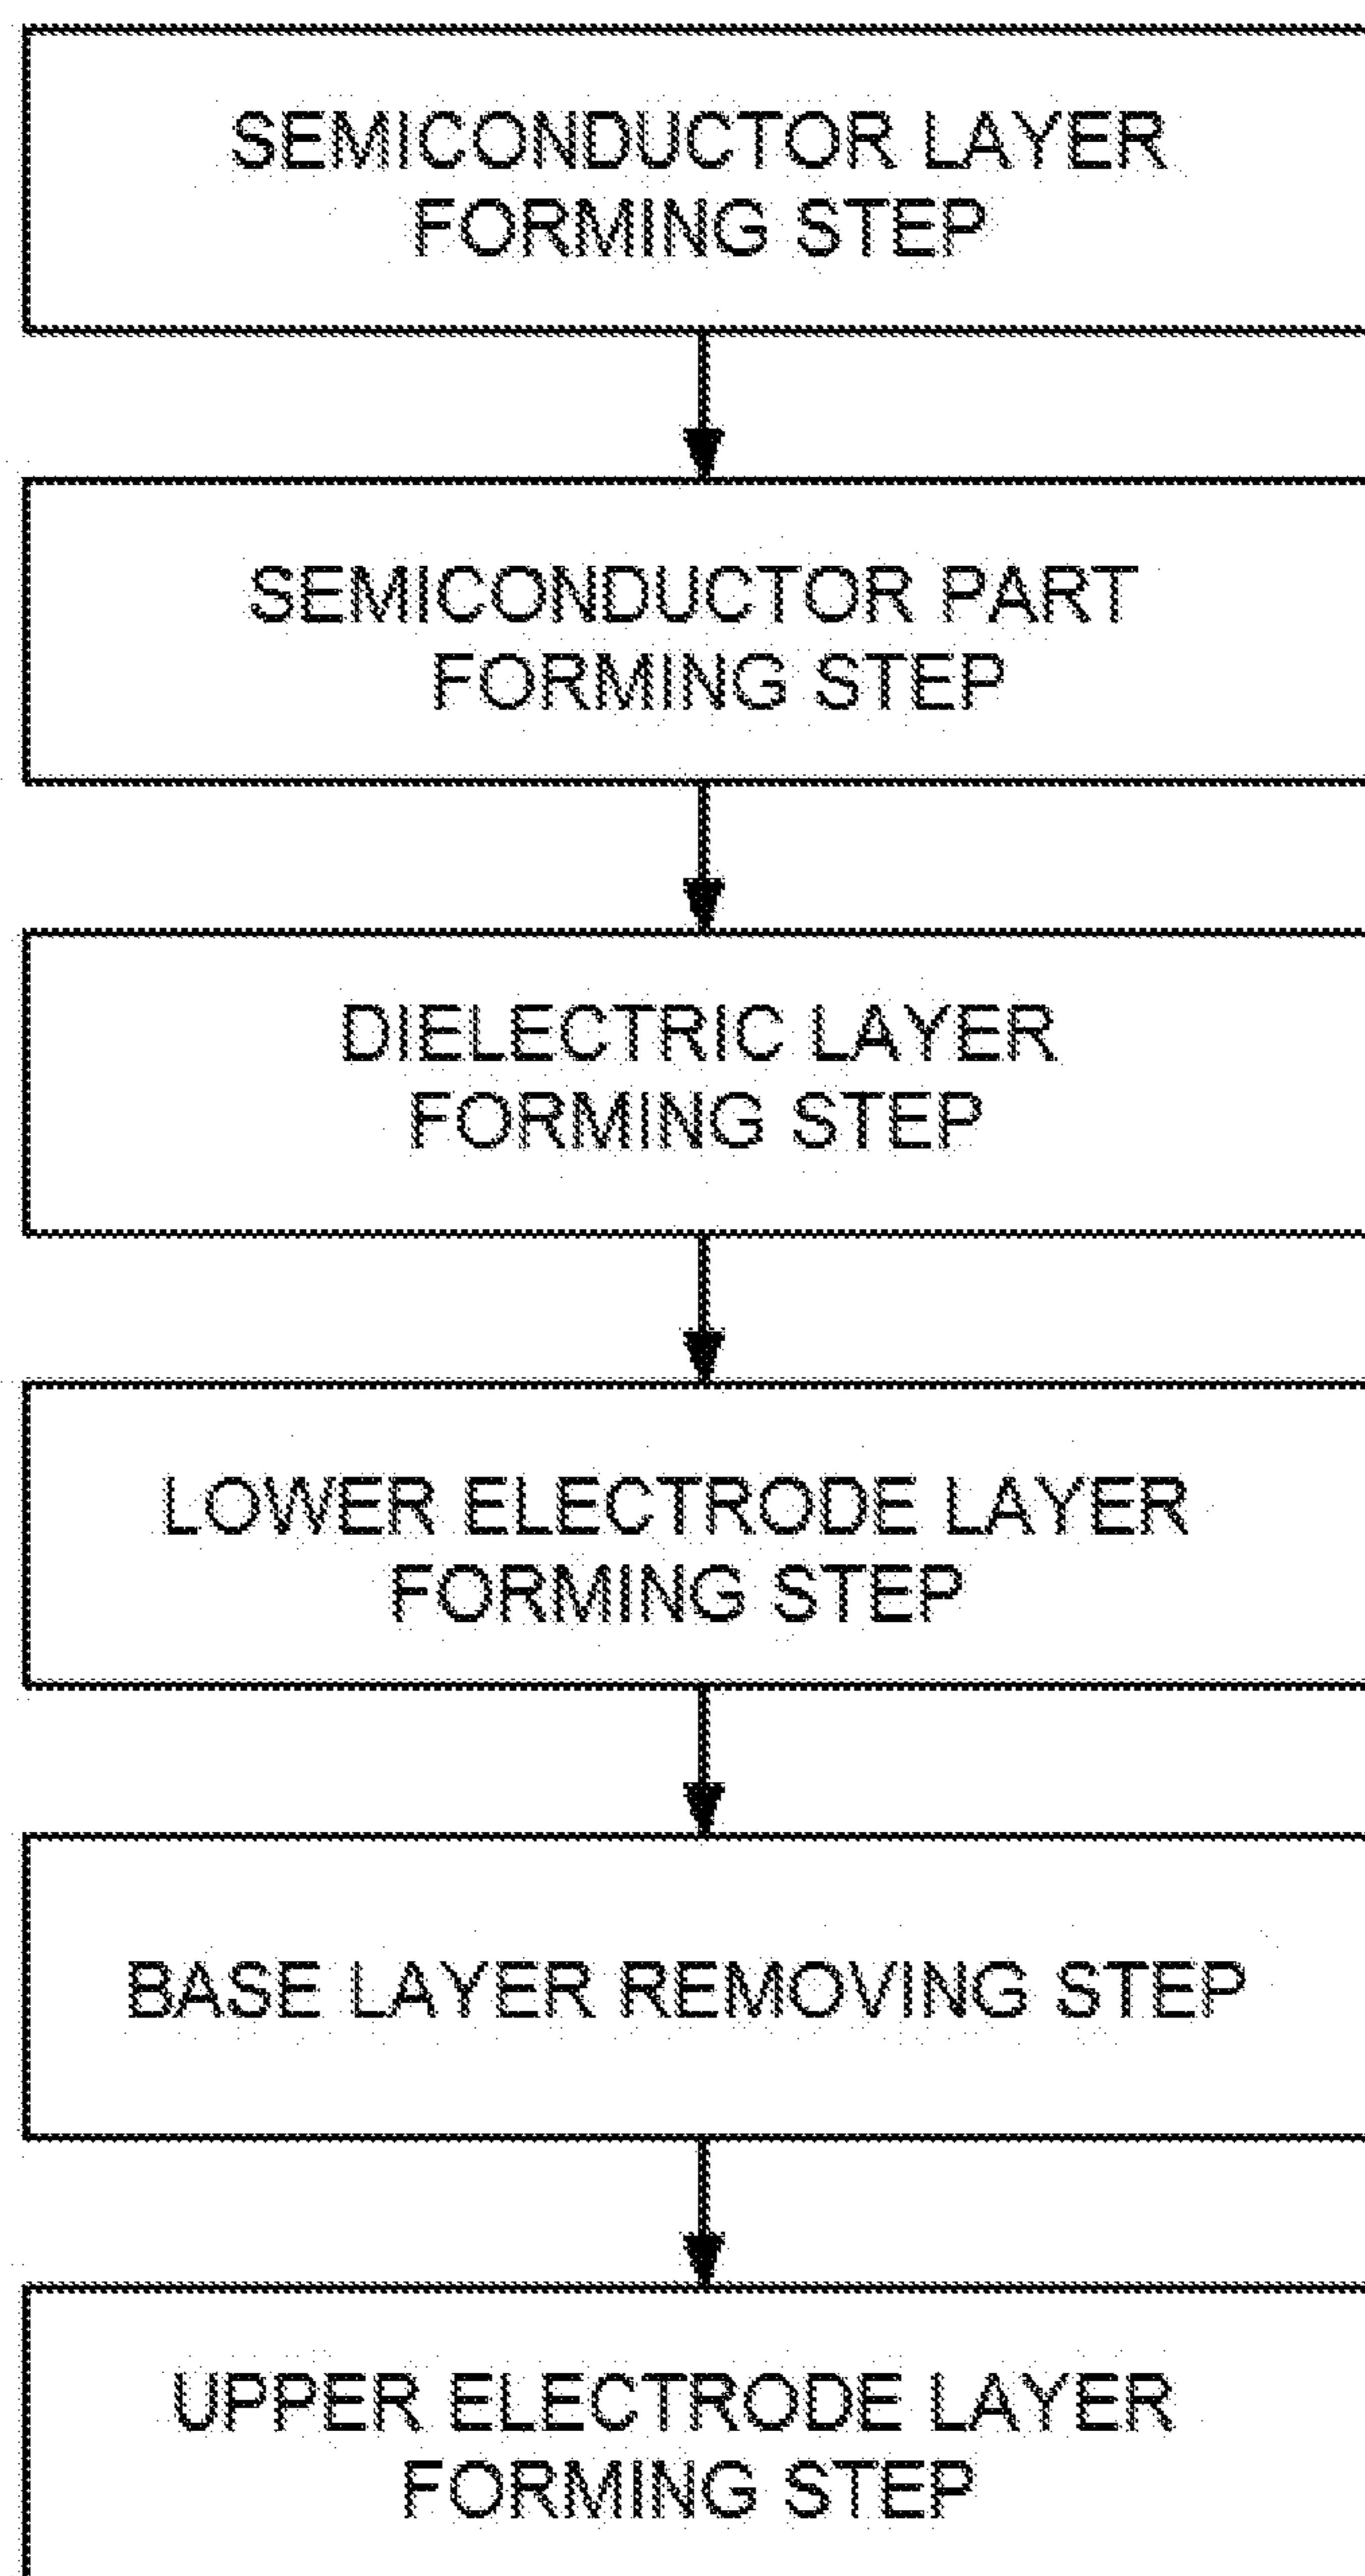 SEMICONDUCTOR LAYER
FORMING STEP
SEMICONDUCTOR PART
FORMING STEP
DIELECTRIC LAYER
FORMING STEP
LOWER ELECTRODE LAYER
FORMING STEP
BASE LAYER REMOVING STEP
UPPER ELECTRODE LAYER
FORMING STEP